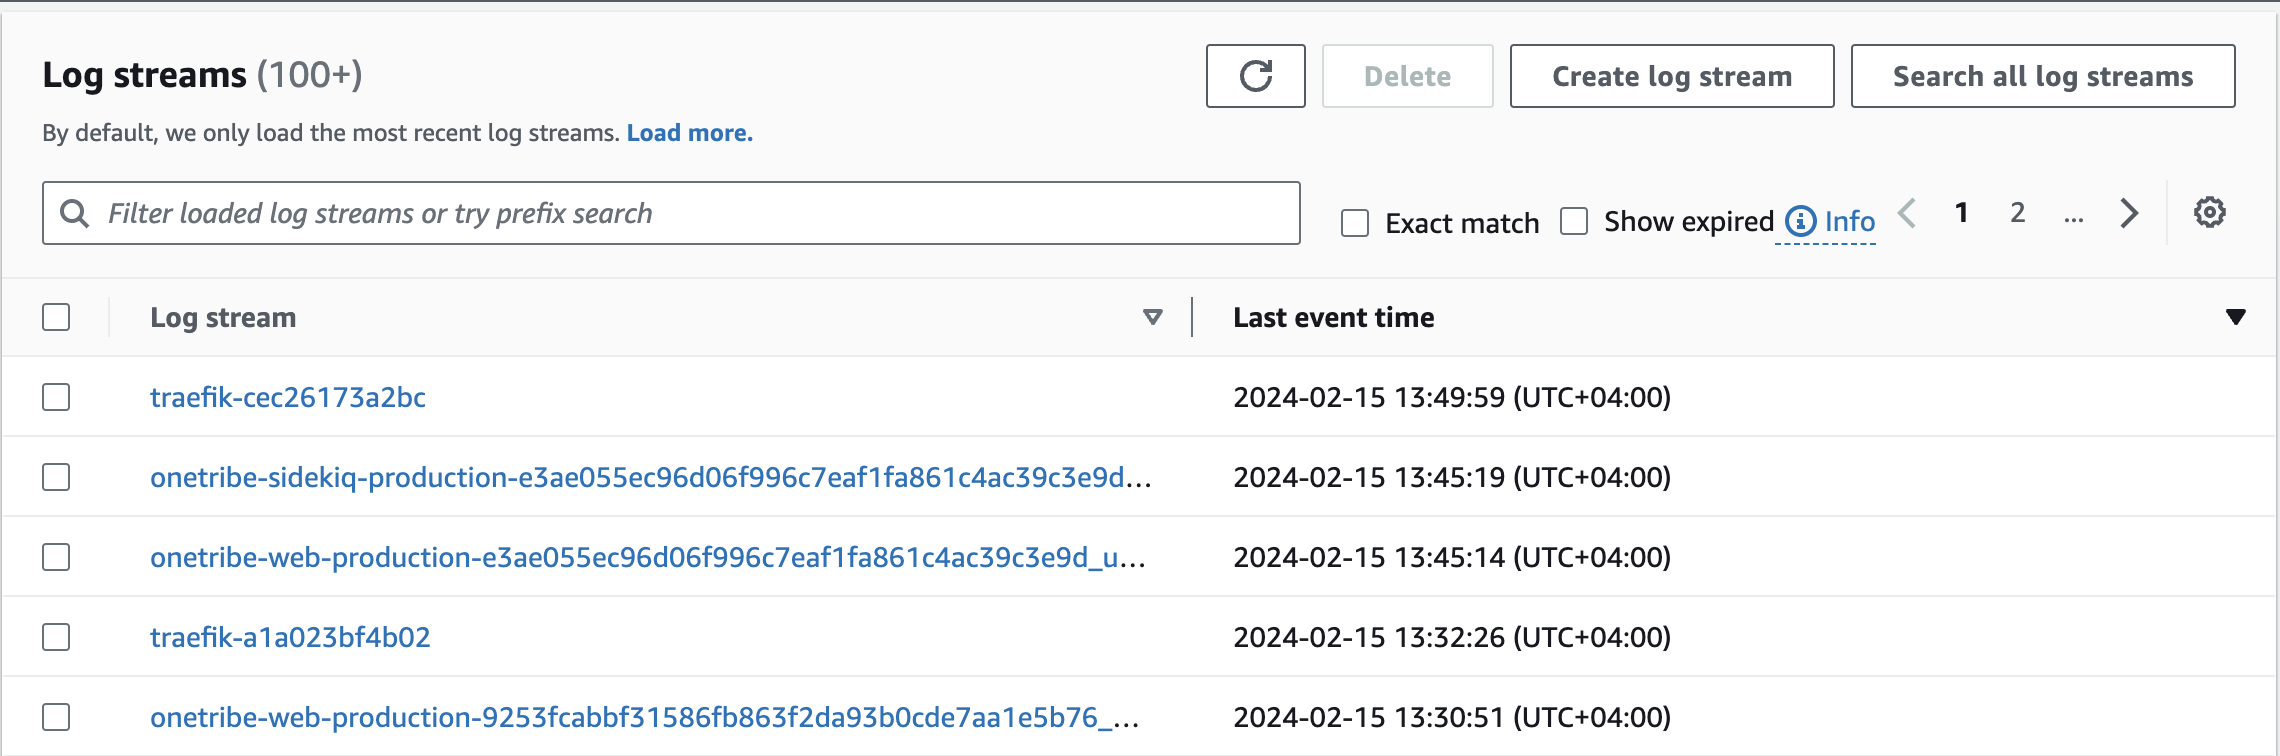 Log streams (100+)
Delete
Create log stream
Search all log streams
By default, we only load the most recent log streams. Load more.
Filter loaded log streams or try prefix search
Exact match
Show expired
Info
1 2 ...
Log stream
Last event time
traefik-cec26173a2bc 2024-02-15 13:49:59 (UTC+04:00)
onetribe-sidekiq-production-e3ae055ec96d06f996c7eaf1fa861c4ac39c3e9d... 2024-02-15 13:45:19 (UTC+04:00)
onetribe-web-production-e3ae055ec96d06f996c7eaf1fa861c4ac39c3e9d_u... 2024-02-15 13:45:14 (UTC+04:00)
traefik-a1a023bf4b02 2024-02-15 13:32:26 (UTC+04:00)
onetribe-web-production-9253fcabbf31586fb863f2da93b0cde7aa1e5b76_... 2024-02-15 13:30:51 (UTC+04:00)